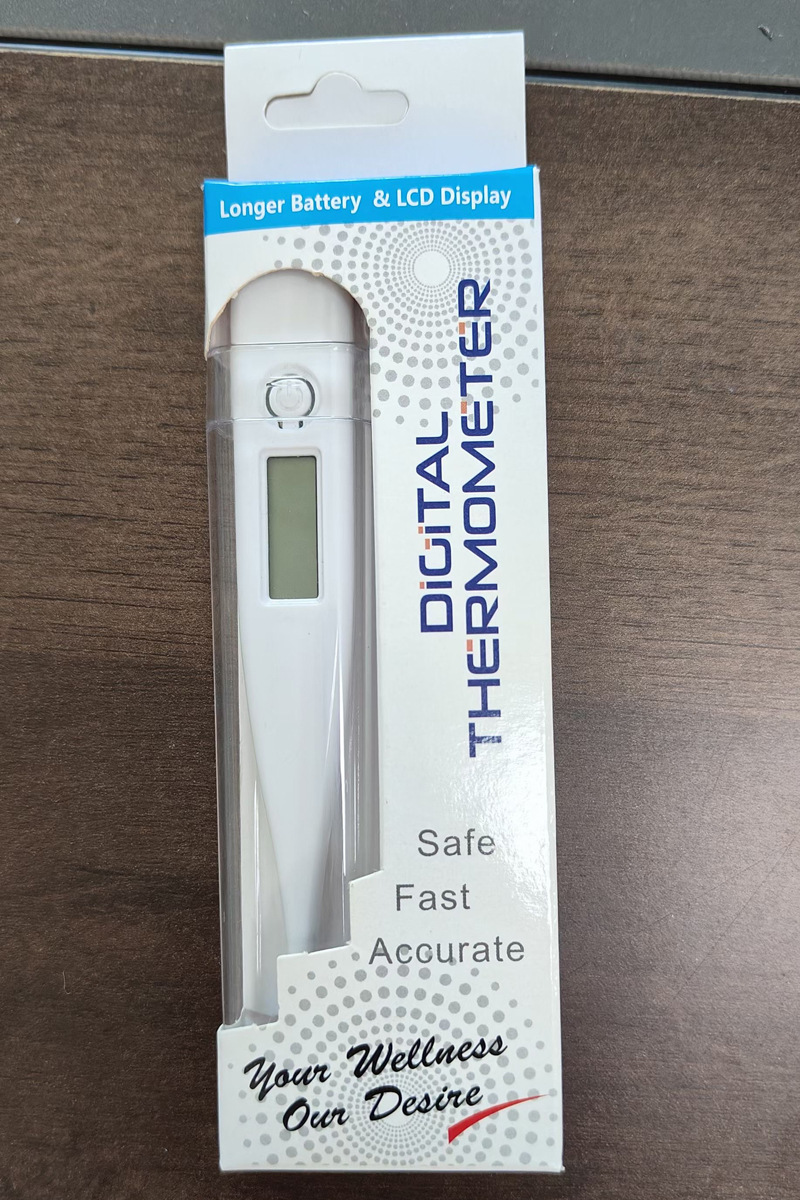 Longer Battery & LCD Display
DiGiTAL
THERMOMETER
Safe
Fast
Accurate
Your Wellness
Our Desire